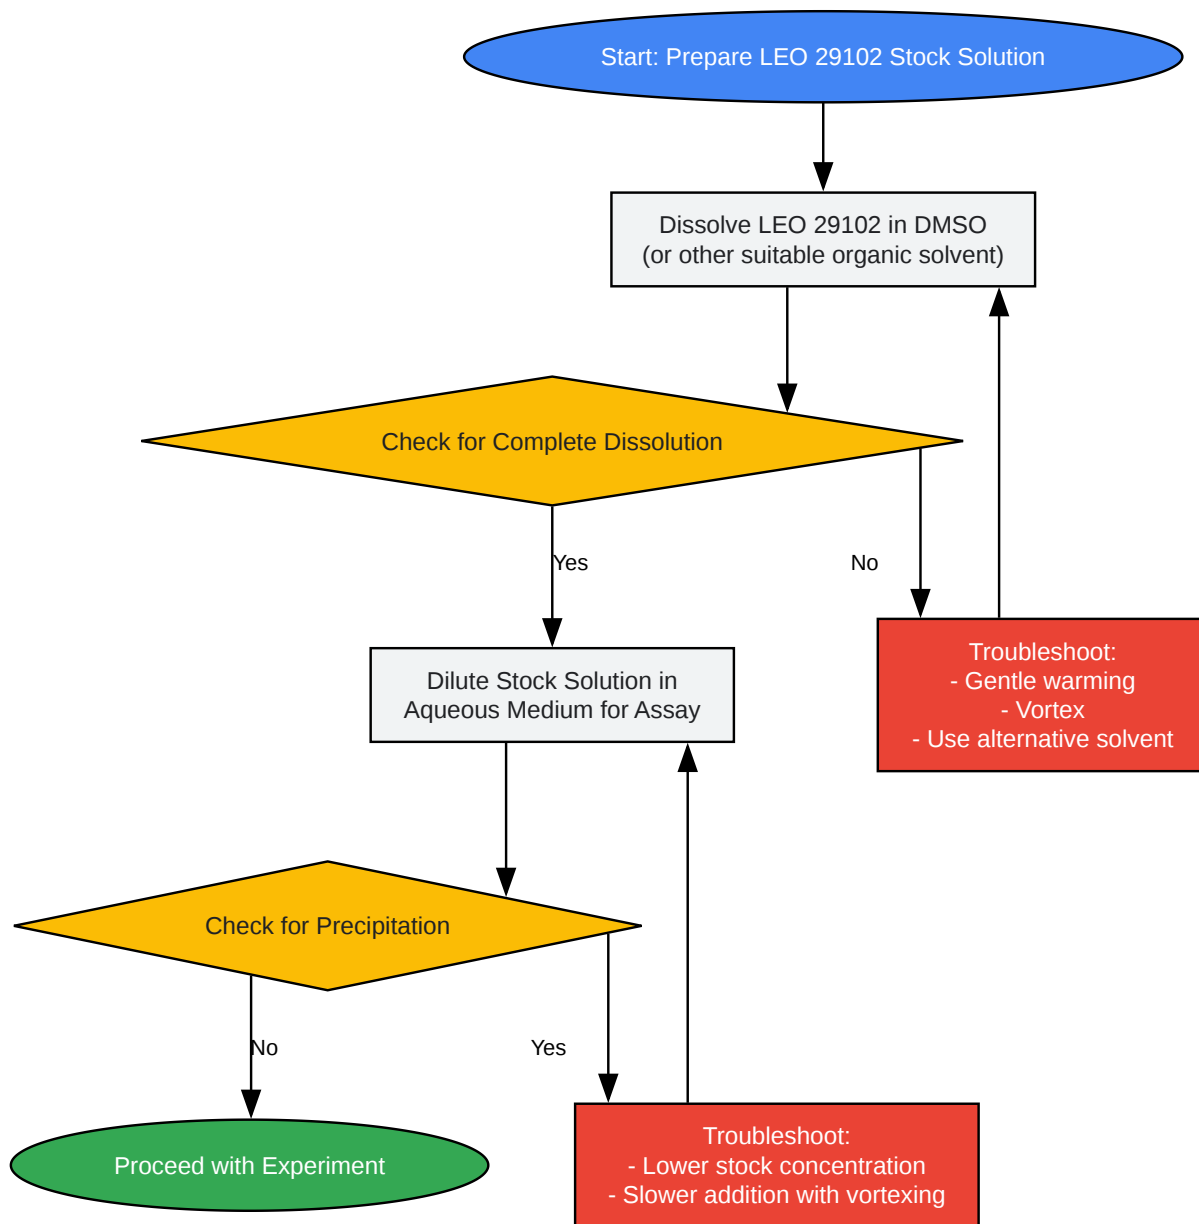 Start: Prepare LEO 29102 Stock Solution
Dissolve LEO 29102 in DMSO
(or other suitable organic solvent)
Check for Complete Dissolution
Yes
No
Troubleshoot:
- Gentle warming
- Vortex
- Use alternative solvent
Dilute Stock Solution in
Aqueous Medium for Assay
Check for Precipitation
No
Yes
Troubleshoot:
- Lower stock concentration
- Slower addition with vortexing
Proceed with Experiment